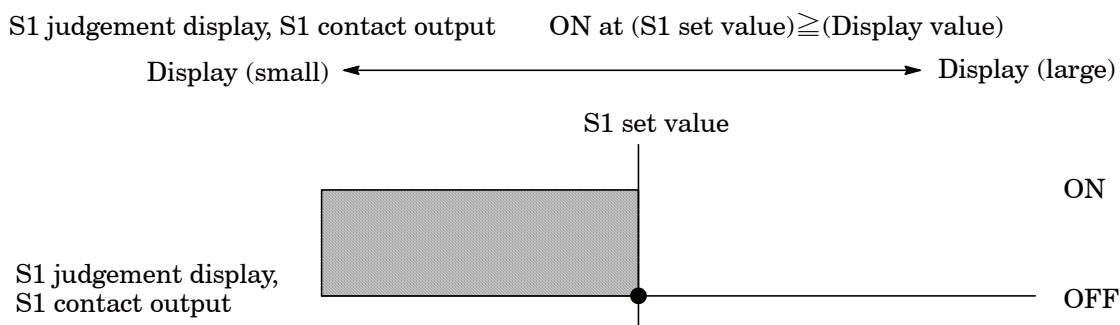 S1 judgement display, S1 contact output ON at (S1 set value)≧(Display value)
Display (small) Display (large)
S1 set value
ON
S1 judgement display,
S1 contact output
OFF